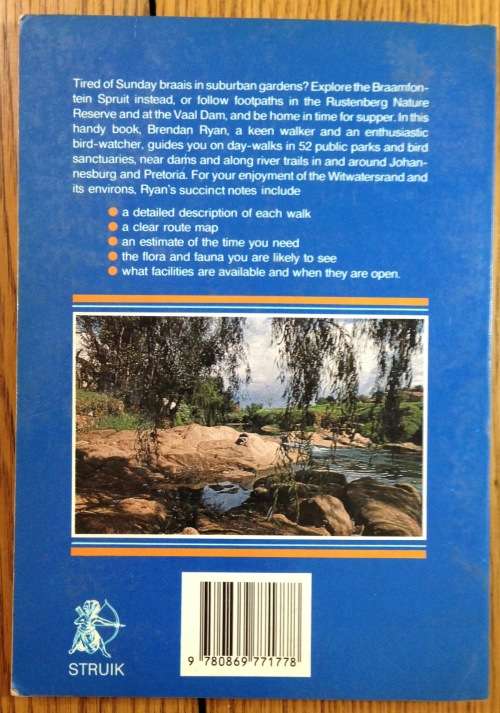 Tired of Sunday braais in suburban gardens? Explore the Braamfon-
tein Spruit instead, or follow footpaths in the Rustenberg Nature
Reserve and at the Vaal Dam, and be home in time for supper. In this
handy book, Brendan Ryan, a keen walker and an enthusiastic
bird-watcher, guides you on day-walks in 52 public parks and bird
sanctuaries, near dams and along river trails in and around Johan-
nesburg and Pretoria. For your enjoyment of the Witwatersrand and
its environs, Ryan's succinct notes include
● a detailed description of each walk
● a clear route map
● an estimate of the time you need
● the flora and fauna you are likely to see
● what facilities are available and when they are open.
STRUIK
9 780869 771778